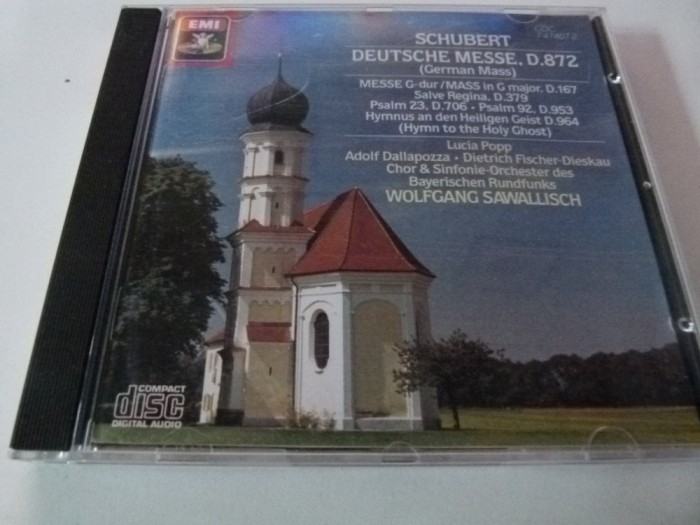 EMI
CDC
SCHUBERT
DEUTSCHE MESSE, D.872
(German Mass)
MESSE G-dur/MASS in G major, D.167
Salve Regina, D.379
Psalm 23, D.706 • Psalm 92, D.953
Hymnus an den Heiligen Geist D.964
(Hymn to the Holy Ghost)
Lucia Popp
Adolf Dallapozza • Dietrich Fischer-Dieskau
Chor & Sinfonie-Orchester des
Bayerischen Rundfunks
WOLFGANG SAWALLISCH
COMPACT
disc
DIGITAL AUDIO